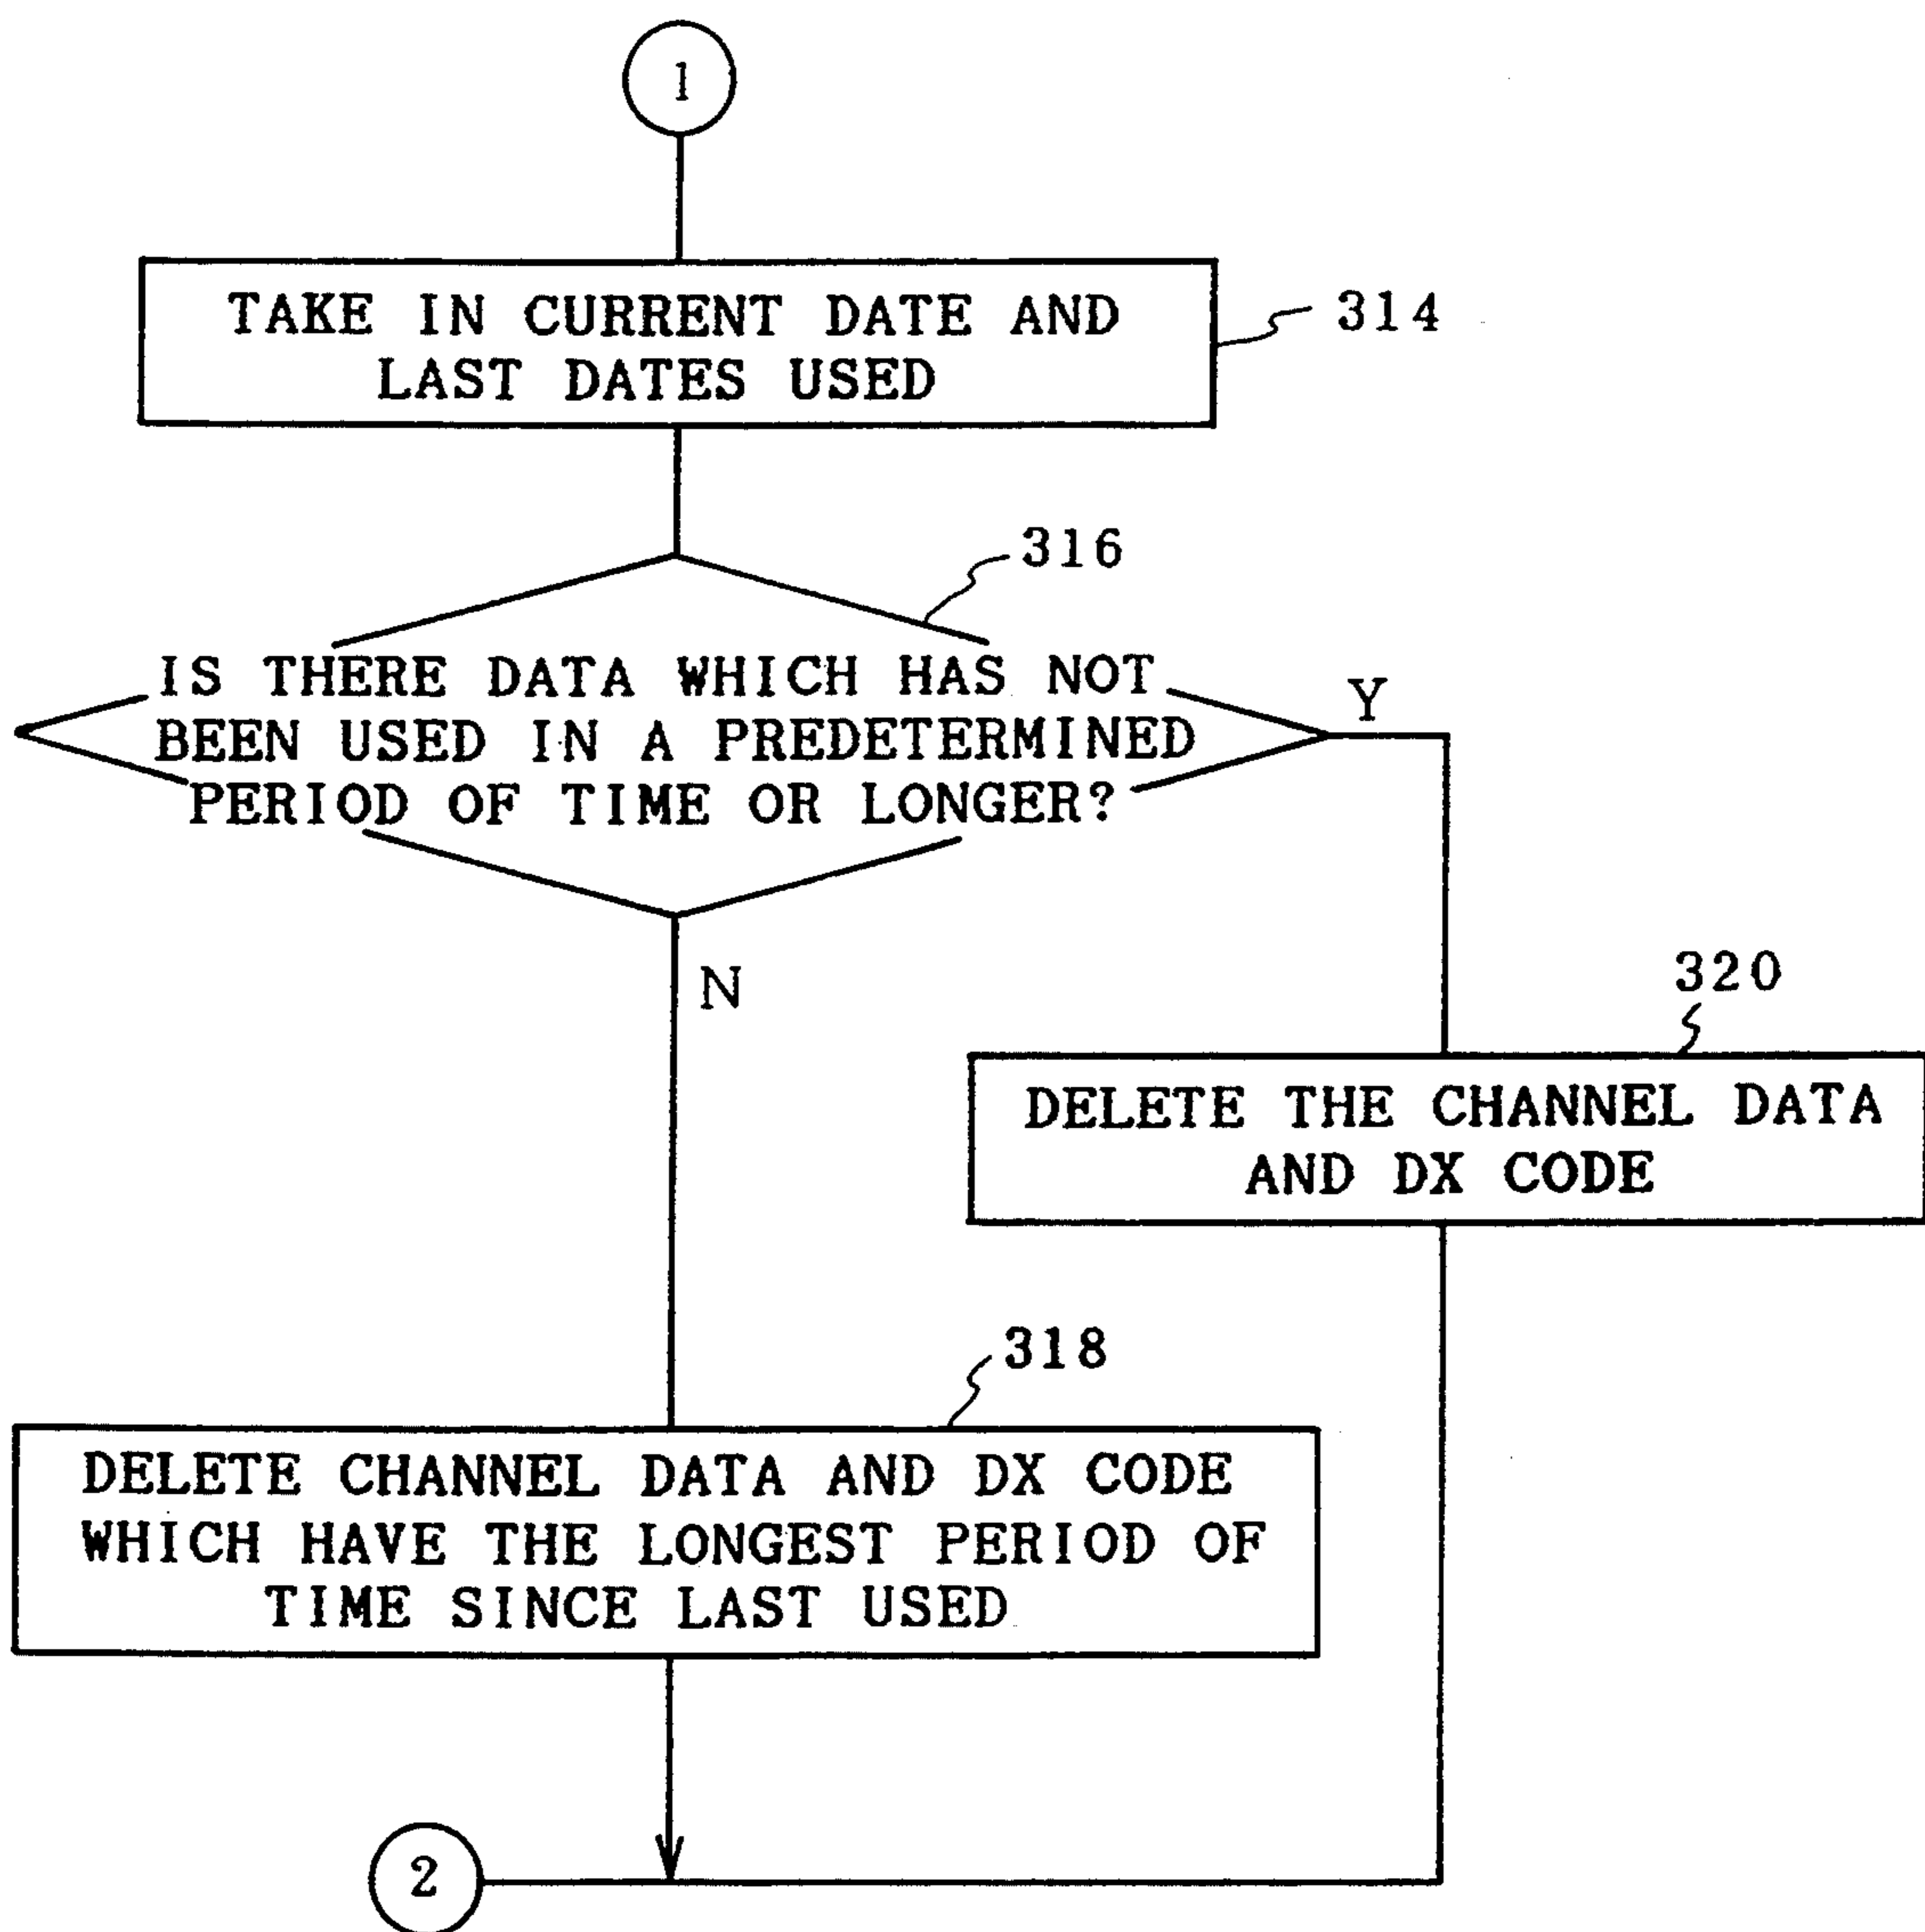 1
TAKE IN CURRENT DATE AND
LAST DATES USED
314
316
IS THERE DATA WHICH HAS NOT
BEEN USED IN A PREDETERMINED
PERIOD OF TIME OR LONGER?
Y
N
320
DELETE THE CHANNEL DATA
AND DX CODE
318
DELETE CHANNEL DATA AND DX CODE
WHICH HAVE THE LONGEST PERIOD OF
TIME SINCE LAST USED
2